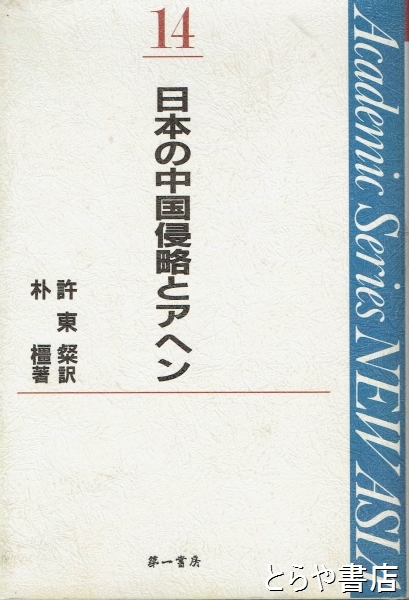 14
日本の中国侵略とアヘン
朴橿著
許東粲訳
第一書房
Academic Series NEW ASIA
とらや書店